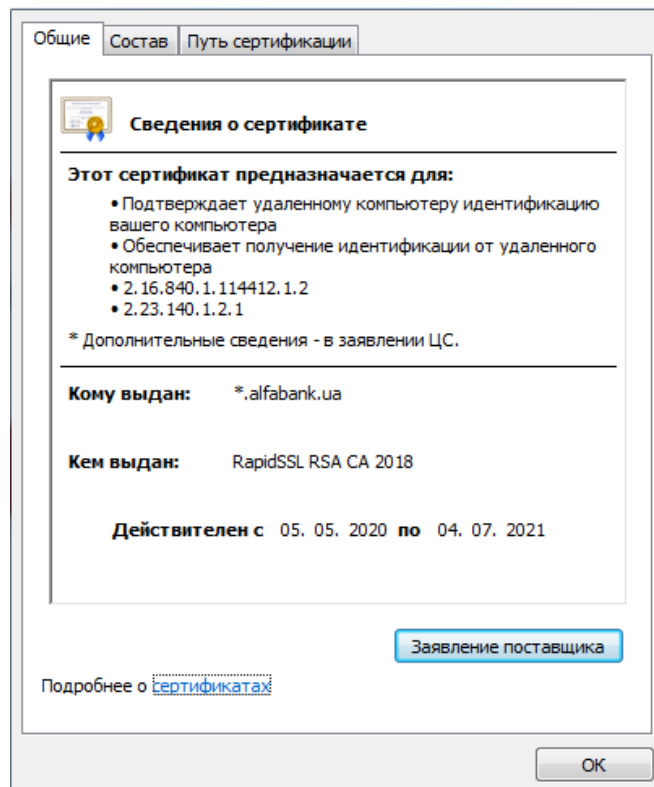 Общие Состав Путь сертификации
Сведения о сертификате
Этот сертификат предназначается для:
• Подтверждает удаленному компьютеру идентификацию
вашего компьютера
• Обеспечивает получение идентификации от удаленного
компьютера
• 2.16.840.1.114412.1.2
• 2.23.140.1.2.1
* Дополнительные сведения - в заявлении ЦС.
Кому выдан: *.alfabank.ua
Кем выдан: RapidSSL RSA CA 2018
Действителен с 05. 05. 2020 по 04. 07. 2021
Заявление поставщика
Подробнее о сертификатах
ОК